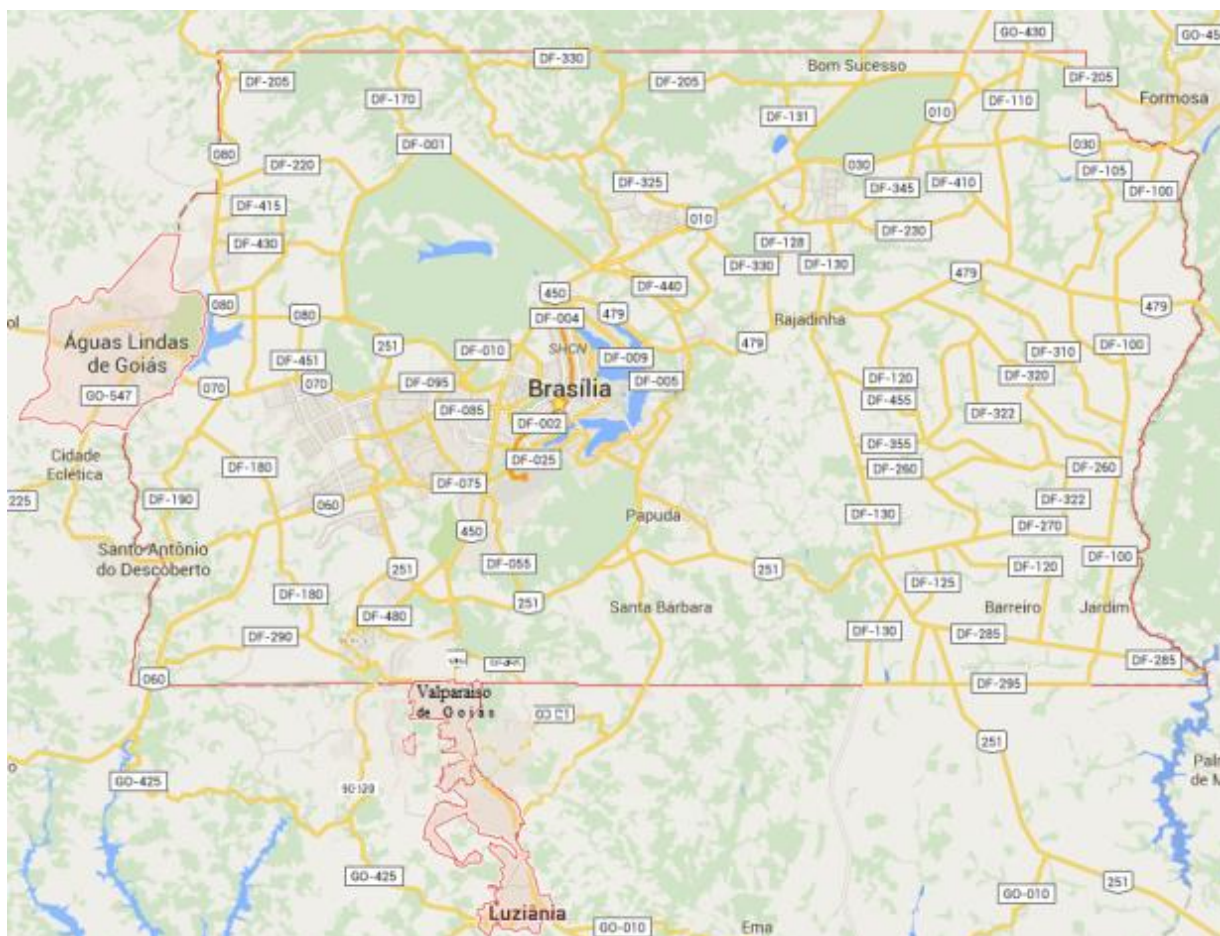 GO-430
GO-45
DF-330
DF-205
DF-205
Bom Sucesso
DF-205
DF-170
DF-110
Formosa
010
DF-131
DF-001
080
DF-220
030
030
DF-325
DF-345
DF-410
DF-105
DF-100
DF-415
010
DF-230
DF-430
DF-128
DF-330
DF-130
479
DF-440
450
080
080
479
479
ol
DF-004
Rajadinha
Águas Lindas
de Goiás
251
DF-010
SHCN
479
DF-100
DF-451
DF-009
DF-310
GO-547
070
070
DF-095
Brasília
DF-005
DF-120
DF-320
DF-085
DF-455
DF-002
DF-322
Cidade
Eclética
DF-355
DF-180
DF-025
DF-260
DF-260
225
DF-190
DF-075
060
DF-322
Papuda
DF-130
DF-270
450
Santo Antônio
do Descoberto
DF-055
DF-100
251
251
DF-120
DF-125
DF-180
251
Santa Bárbara
Barreiro
Jardim
DF-480
DF-290
DF-130
DF-285
DF-285
060
DF-295
Valparaiso
de Goiás
251
o
GO-425
Pal
de M
GO-425
251
GO-010
Luziânia
GO-010
Ema